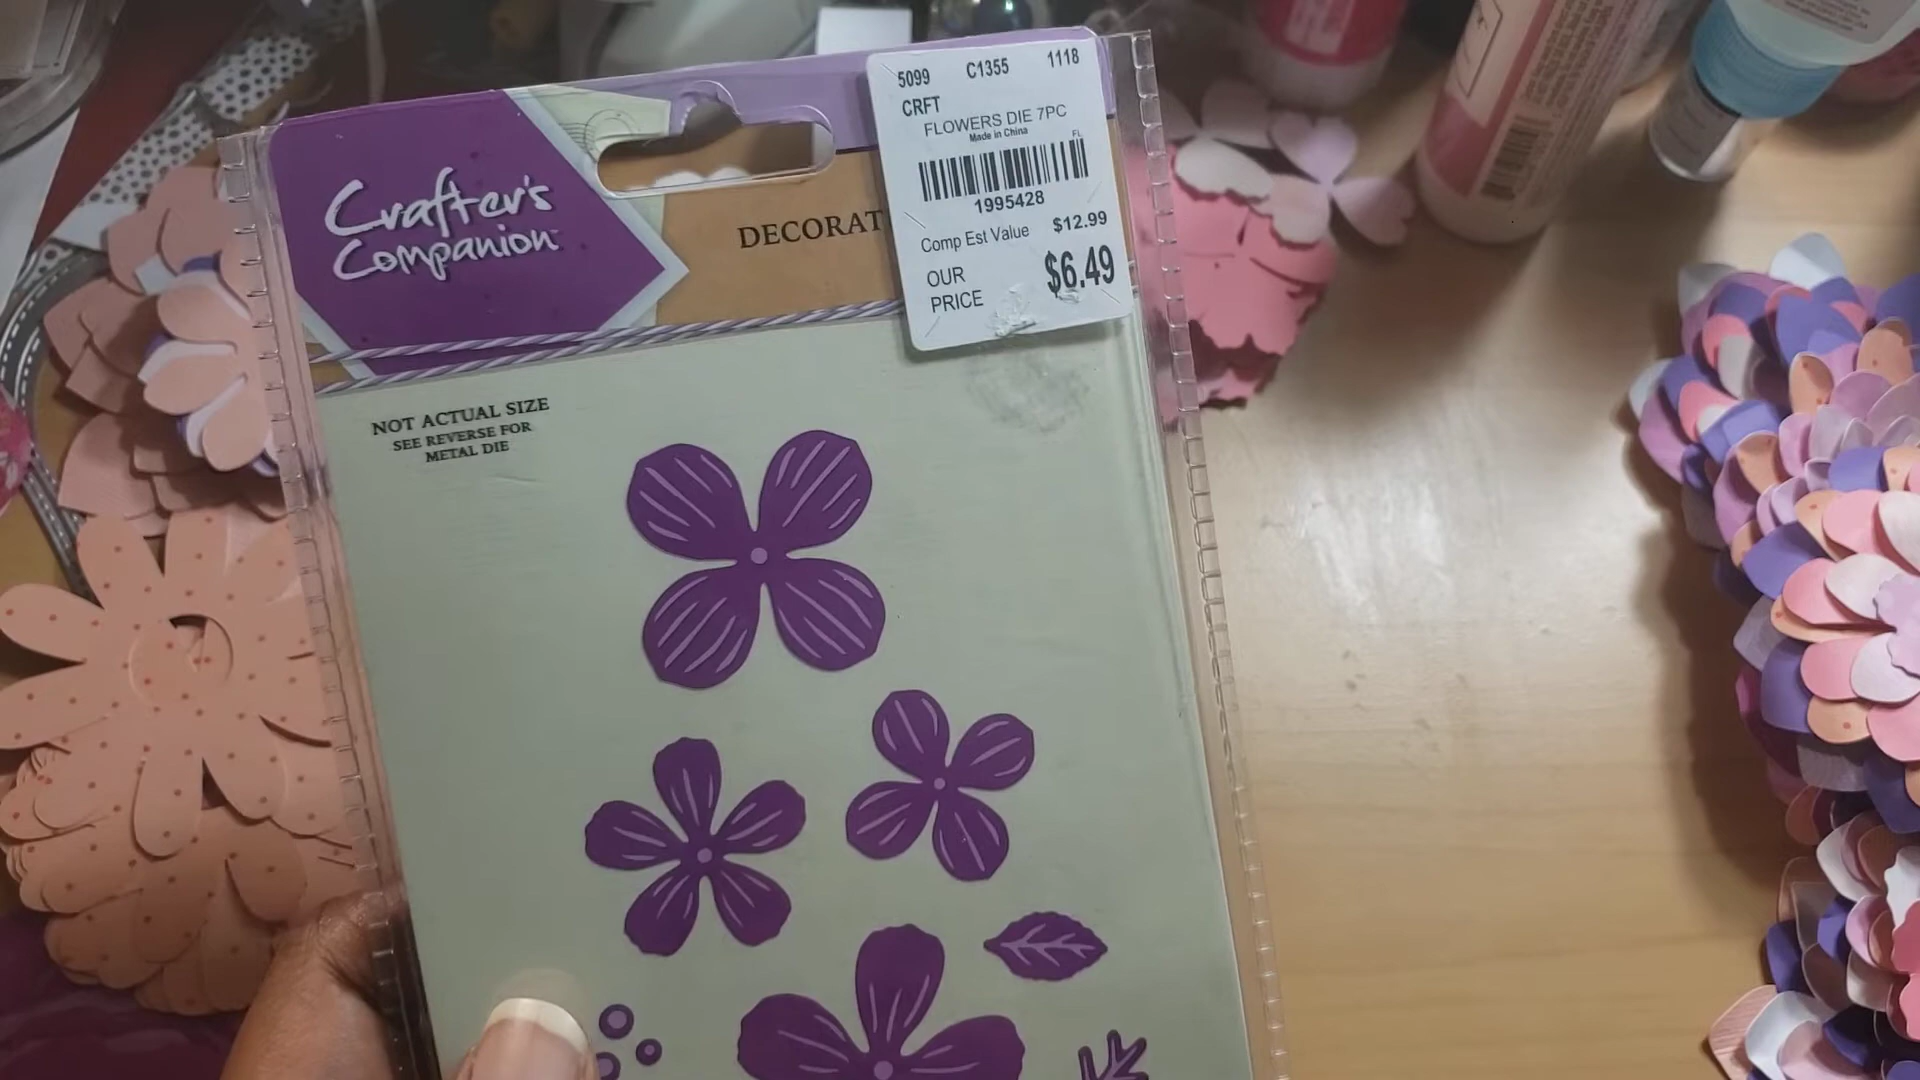 Crafter's
Companion
DECORAT
5099 C1355 1118
CRFT
FLOWERS DIE 7PC
Made in China
FL
1995428
Comp Est Value $12.99
OUR
PRICE $6.49
NOT ACTUAL SIZE
SEE REVERSE FOR
METAL DIE